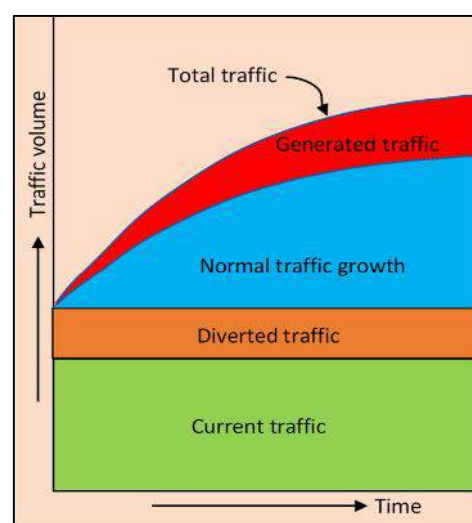 Total traffic
Generated traffic
Traffic volume
Normal traffic growth
Diverted traffic
Current traffic
Time